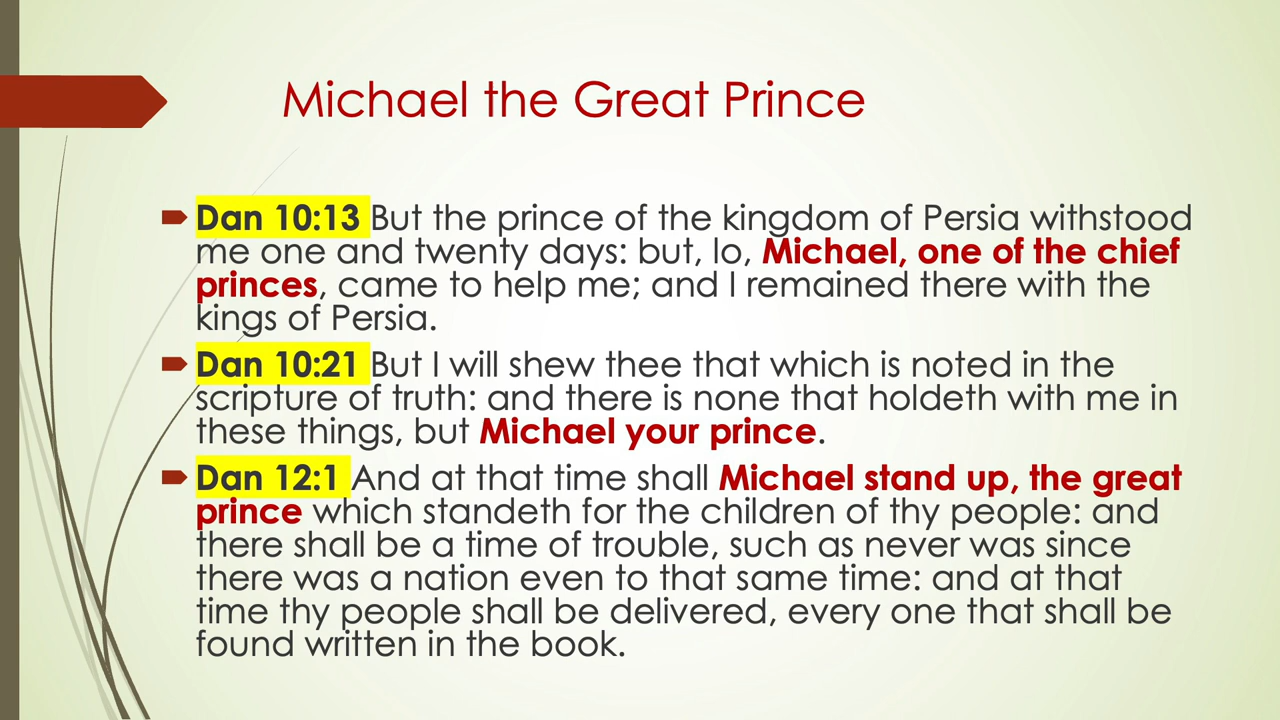 Michael the Great Prince
Dan 10:13 But the prince of the kingdom of Persia withstood
me one and twenty days: but, lo, Michael, one of the chief
princes, came to help me; and I remained there with the
kings of Persia.
Dan 10:21 But I will shew thee that which is noted in the
scripture of truth: and there is none that holdeth with me in
these things, but Michael your prince.
Dan 12:1 And at that time shall Michael stand up, the great
prince which standeth for the children of thy people: and
there shall be a time of trouble, such as never was since
there was a nation even to that same time: and at that
time thy people shall be delivered, every one that shall be
found written in the book.